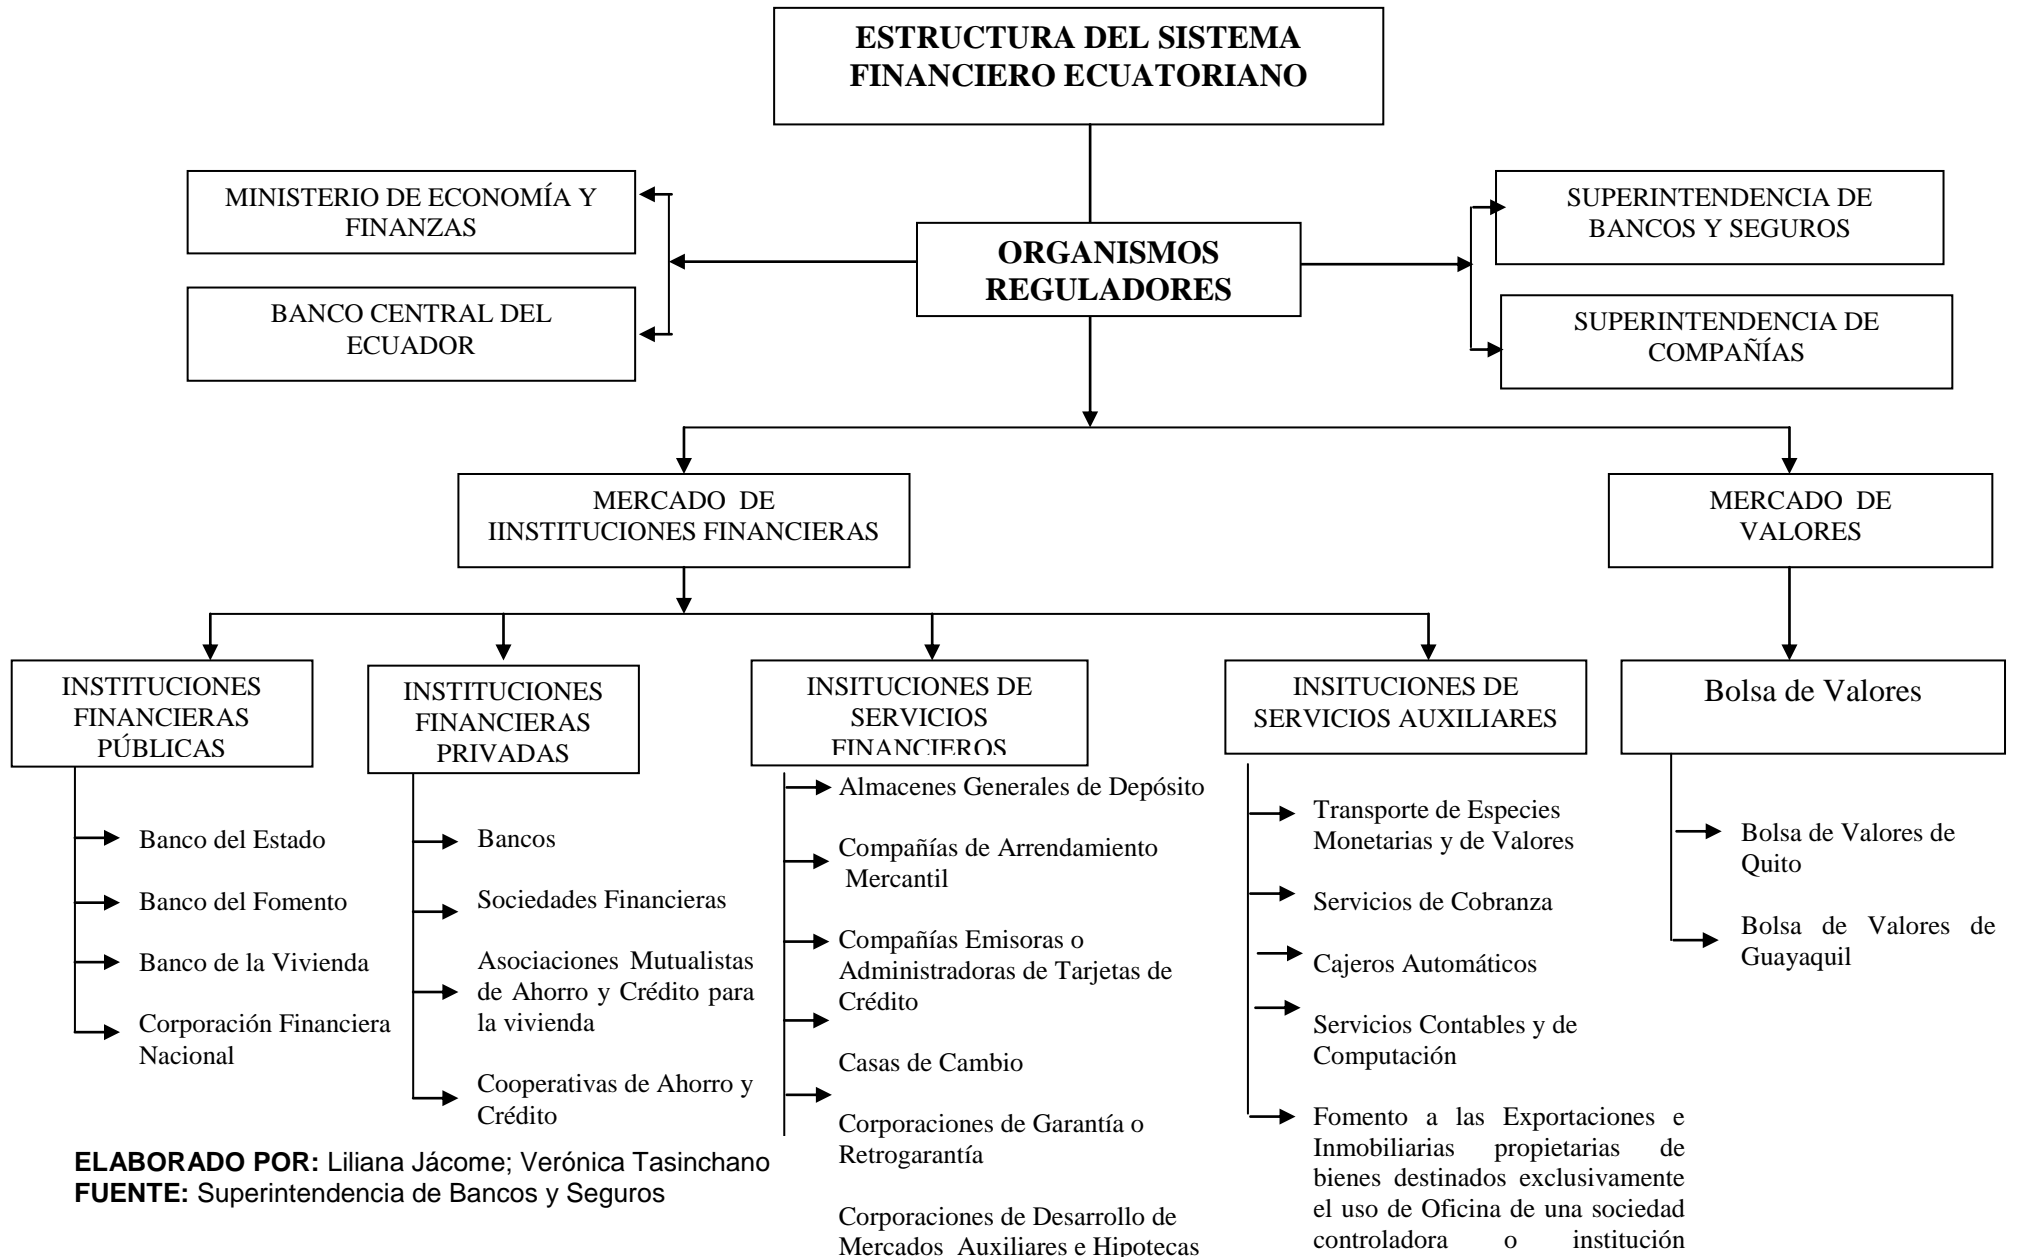 ESTRUCTURA DEL SISTEMA
FINANCIERO ECUATORIANO
MINISTERIO DE ECONOMÍA Y
FINANZAS
SUPERINTENDENCIA DE
BANCOS Y SEGUROS
ORGANISMOS
REGULADORES
BANCO CENTRAL DEL
ECUADOR
SUPERINTENDENCIA DE
COMPAÑÍAS
MERCADO DE
IINSTITUCIONES FINANCIERAS
MERCADO DE
VALORES
INSTITUCIONES
FINANCIERAS
PÚBLICAS
INSTITUCIONES
FINANCIERAS
PRIVADAS
INSITUCIONES DE
SERVICIOS
FINANCIEROS
INSITUCIONES DE
SERVICIOS AUXILIARES
Bolsa de Valores
Banco del Estado
Banco del Fomento
Banco de la Vivienda
Corporación Financiera
Nacional
Bancos
Sociedades Financieras
Asociaciones Mutualistas
de Ahorro y Crédito para
la vivienda
Cooperativas de Ahorro y
Crédito
Almacenes Generales de Depósito
Compañías de Arrendamiento
Mercantil
Compañías Emisoras o
Administradoras de Tarjetas de
Crédito
Casas de Cambio
Corporaciones de Garantía o
Retrogarantía
Corporaciones de Desarrollo de
Mercados Auxiliares e Hipotecas
Transporte de Especies
Monetarias y de Valores
Servicios de Cobranza
Cajeros Automáticos
Servicios Contables y de
Computación
Fomento a las Exportaciones e
Inmobiliarias propietarias de
bienes destinados exclusivamente
el uso de Oficina de una sociedad
controladora o institución
Bolsa de Valores de
Quito
Bolsa de Valores de
Guayaquil
ELABORADO POR: Liliana Jácome; Verónica Tasinchano
FUENTE: Superintendencia de Bancos y Seguros